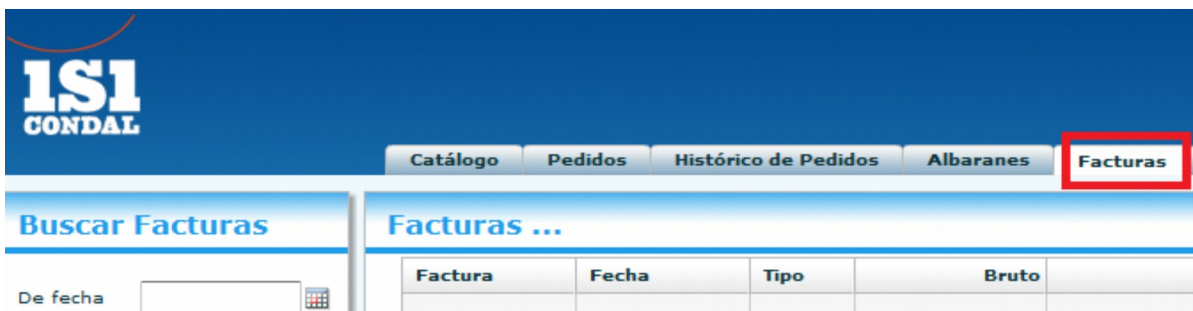 1S1
CONDAL
Catálogo Pedidos Histórico de Pedidos Albaranes Facturas
Buscar Facturas
Facturas ...
Factura Fecha Tipo Bruto
De fecha